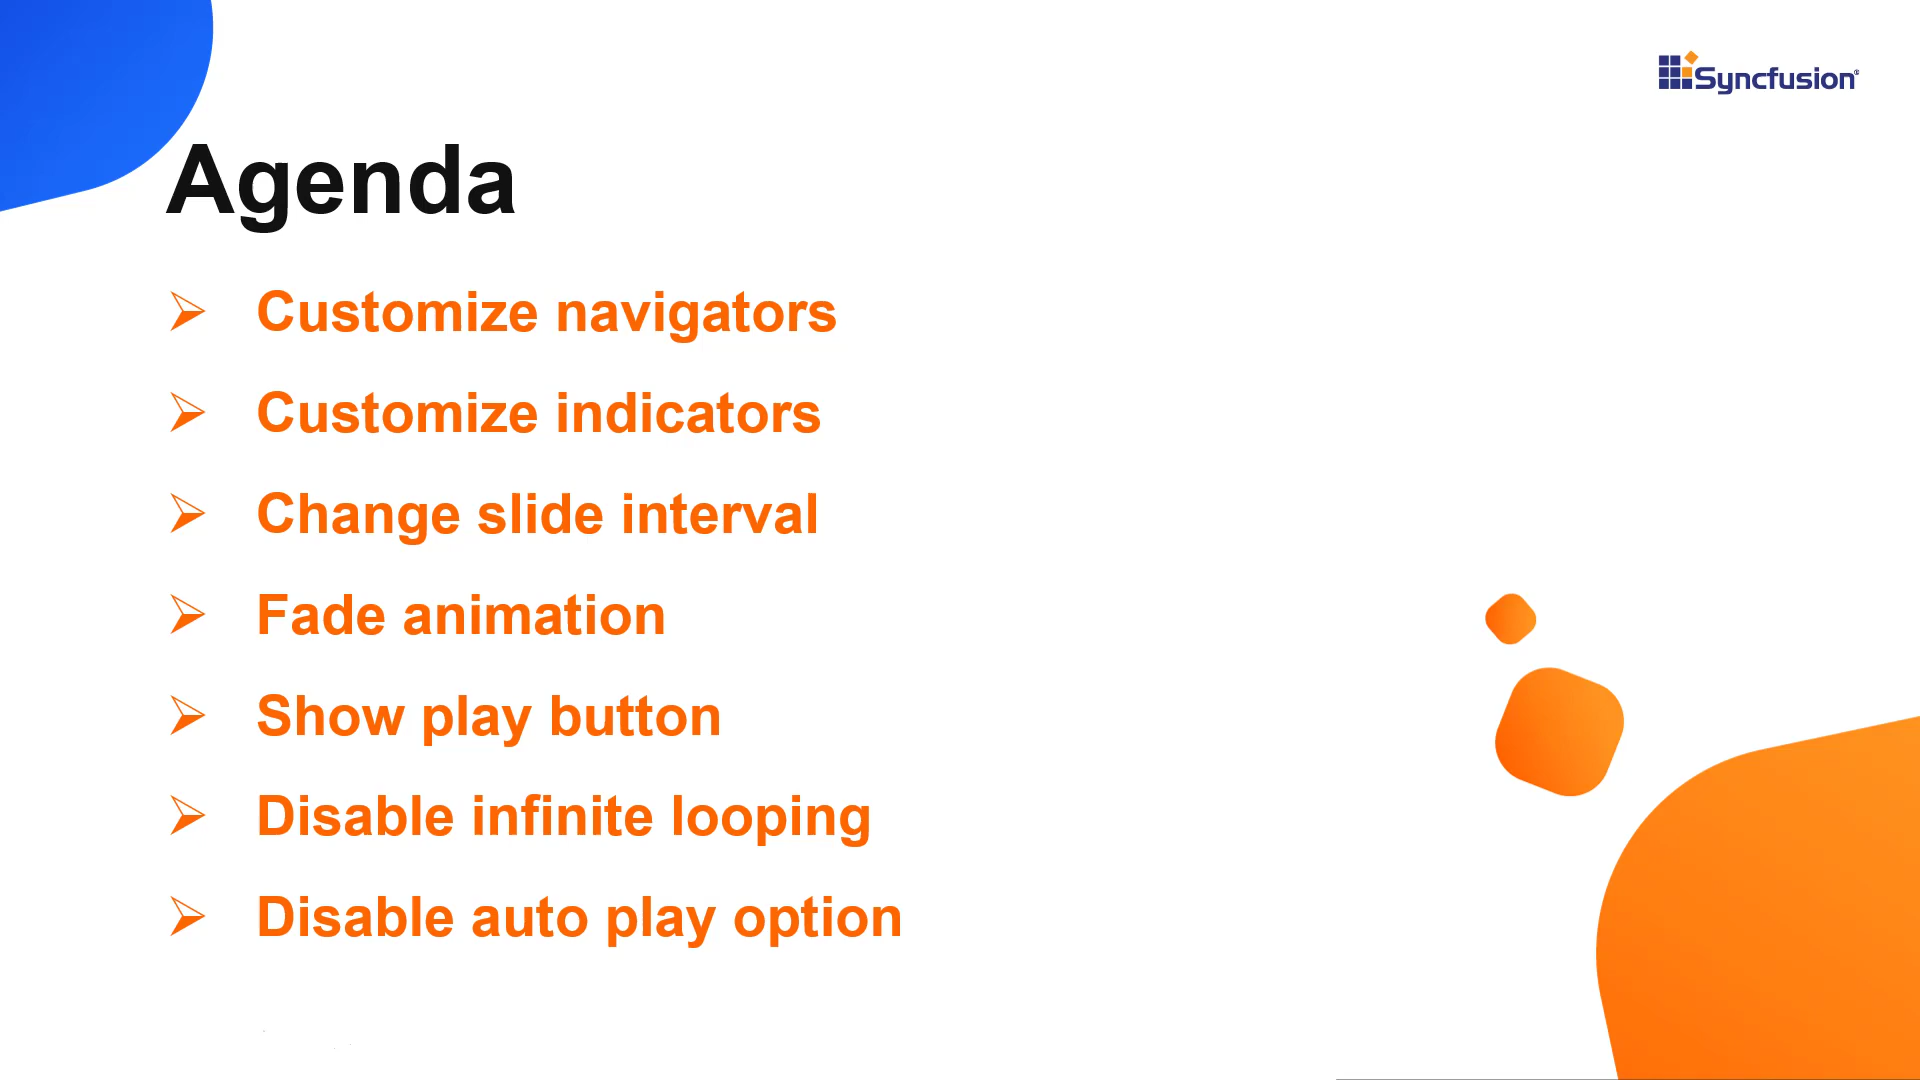 Syncfusion®
Agenda
➢ Customize navigators
➢ Customize indicators
➢ Change slide interval
➢ Fade animation
➢ Show play button
➢ Disable infinite looping
➢ Disable auto play option